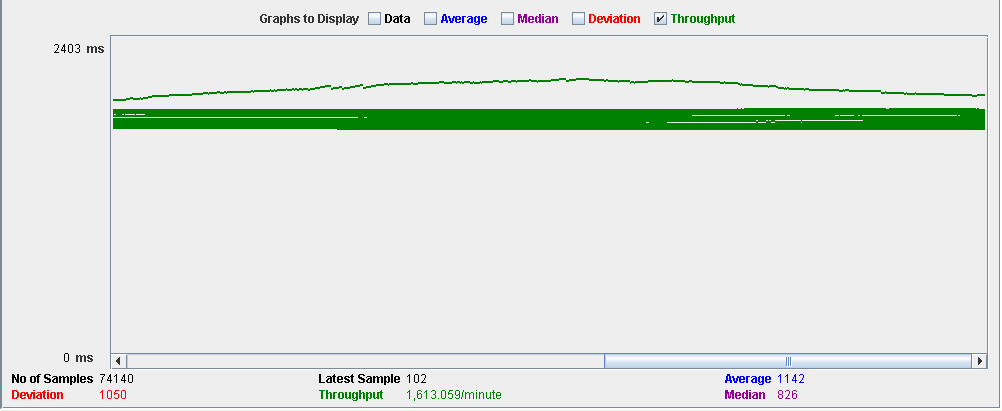 Graphs to Display Data Average Median Deviation Throughput
2403 ms
0 ms
No of Samples 74140 Latest Sample 102 Average 1142
Deviation 1050 Throughput 1,613.059/minute Median 826